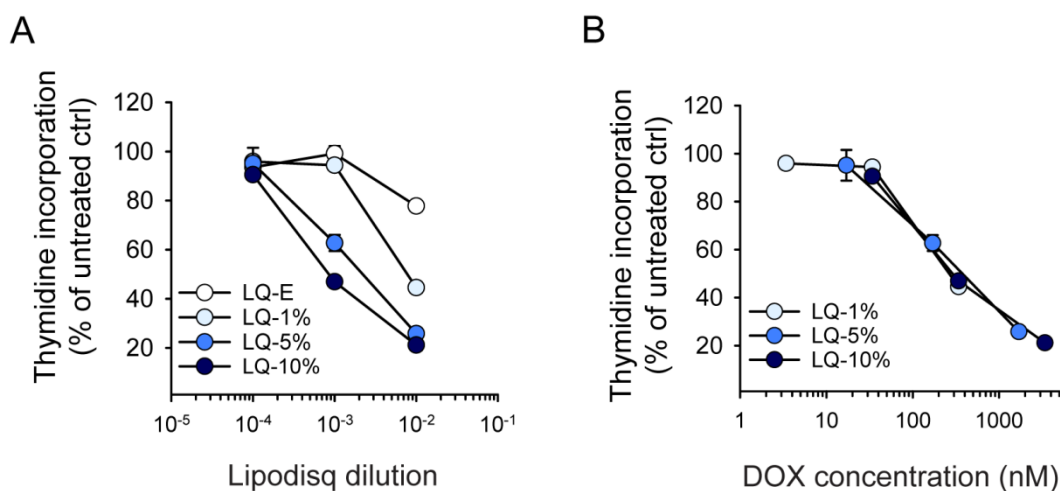 A
Thymidine incorporation
(% of untreated ctrl)
120
100
80
60
40
20
LQ-E
LQ-1%
LQ-5%
LQ-10%
10⁻⁵ 10⁻⁴ 10⁻³ 10⁻² 10⁻¹
Lipodisq dilution
B
Thymidine incorporation
(% of untreated ctrl)
120
100
80
60
40
20
LQ-1%
LQ-5%
LQ-10%
1 10 100 1000
DOX concentration (nM)